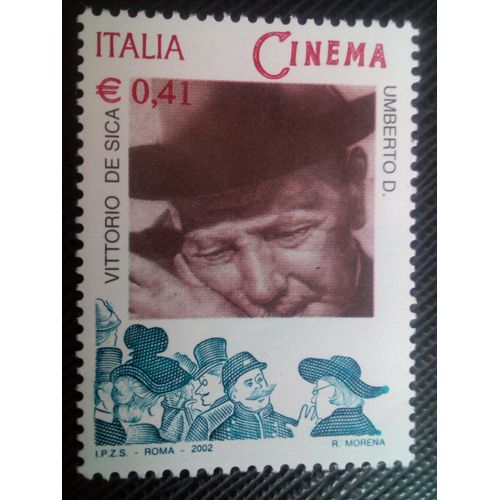 ITALIA
CINEMA
€ 0,41
VITTORIO DE SICA
UMBERTO D.
I.P.Z.S. - ROMA - 2002
R. MORENA